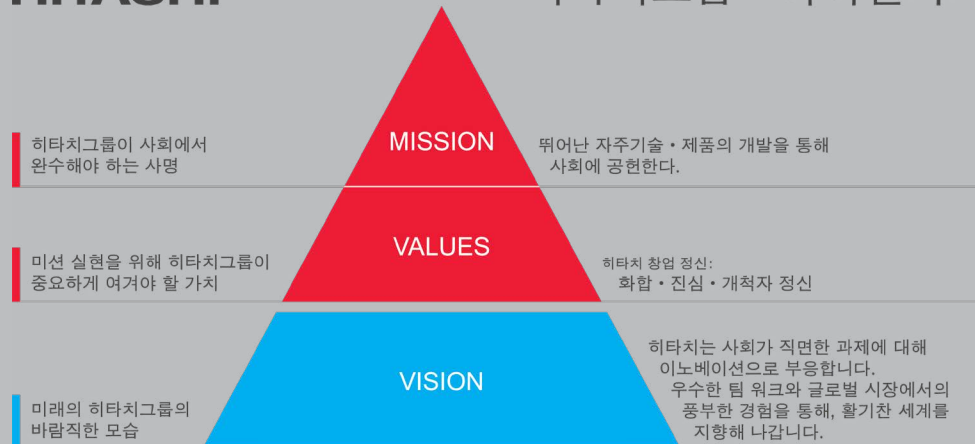 HITACHI
히타치그룹이 사회에서
완수해야 하는 사명
MISSION
뛰어난 자주기술・제품의 개발을 통해
사회에 공헌한다.
미션 실현을 위해 히타치그룹이
중요하게 여겨야 할 가치
VALUES
히타치 창업 정신:
화합・진심・개척자 정신
미래의 히타치그룹의
바람직한 모습
VISION
히타치는 사회가 직면한 과제에 대해
이노베이션으로 부응합니다.
우수한 팀 워크와 글로벌 시장에서의
풍부한 경험을 통해, 활기찬 세계를
지향해 나갑니다.